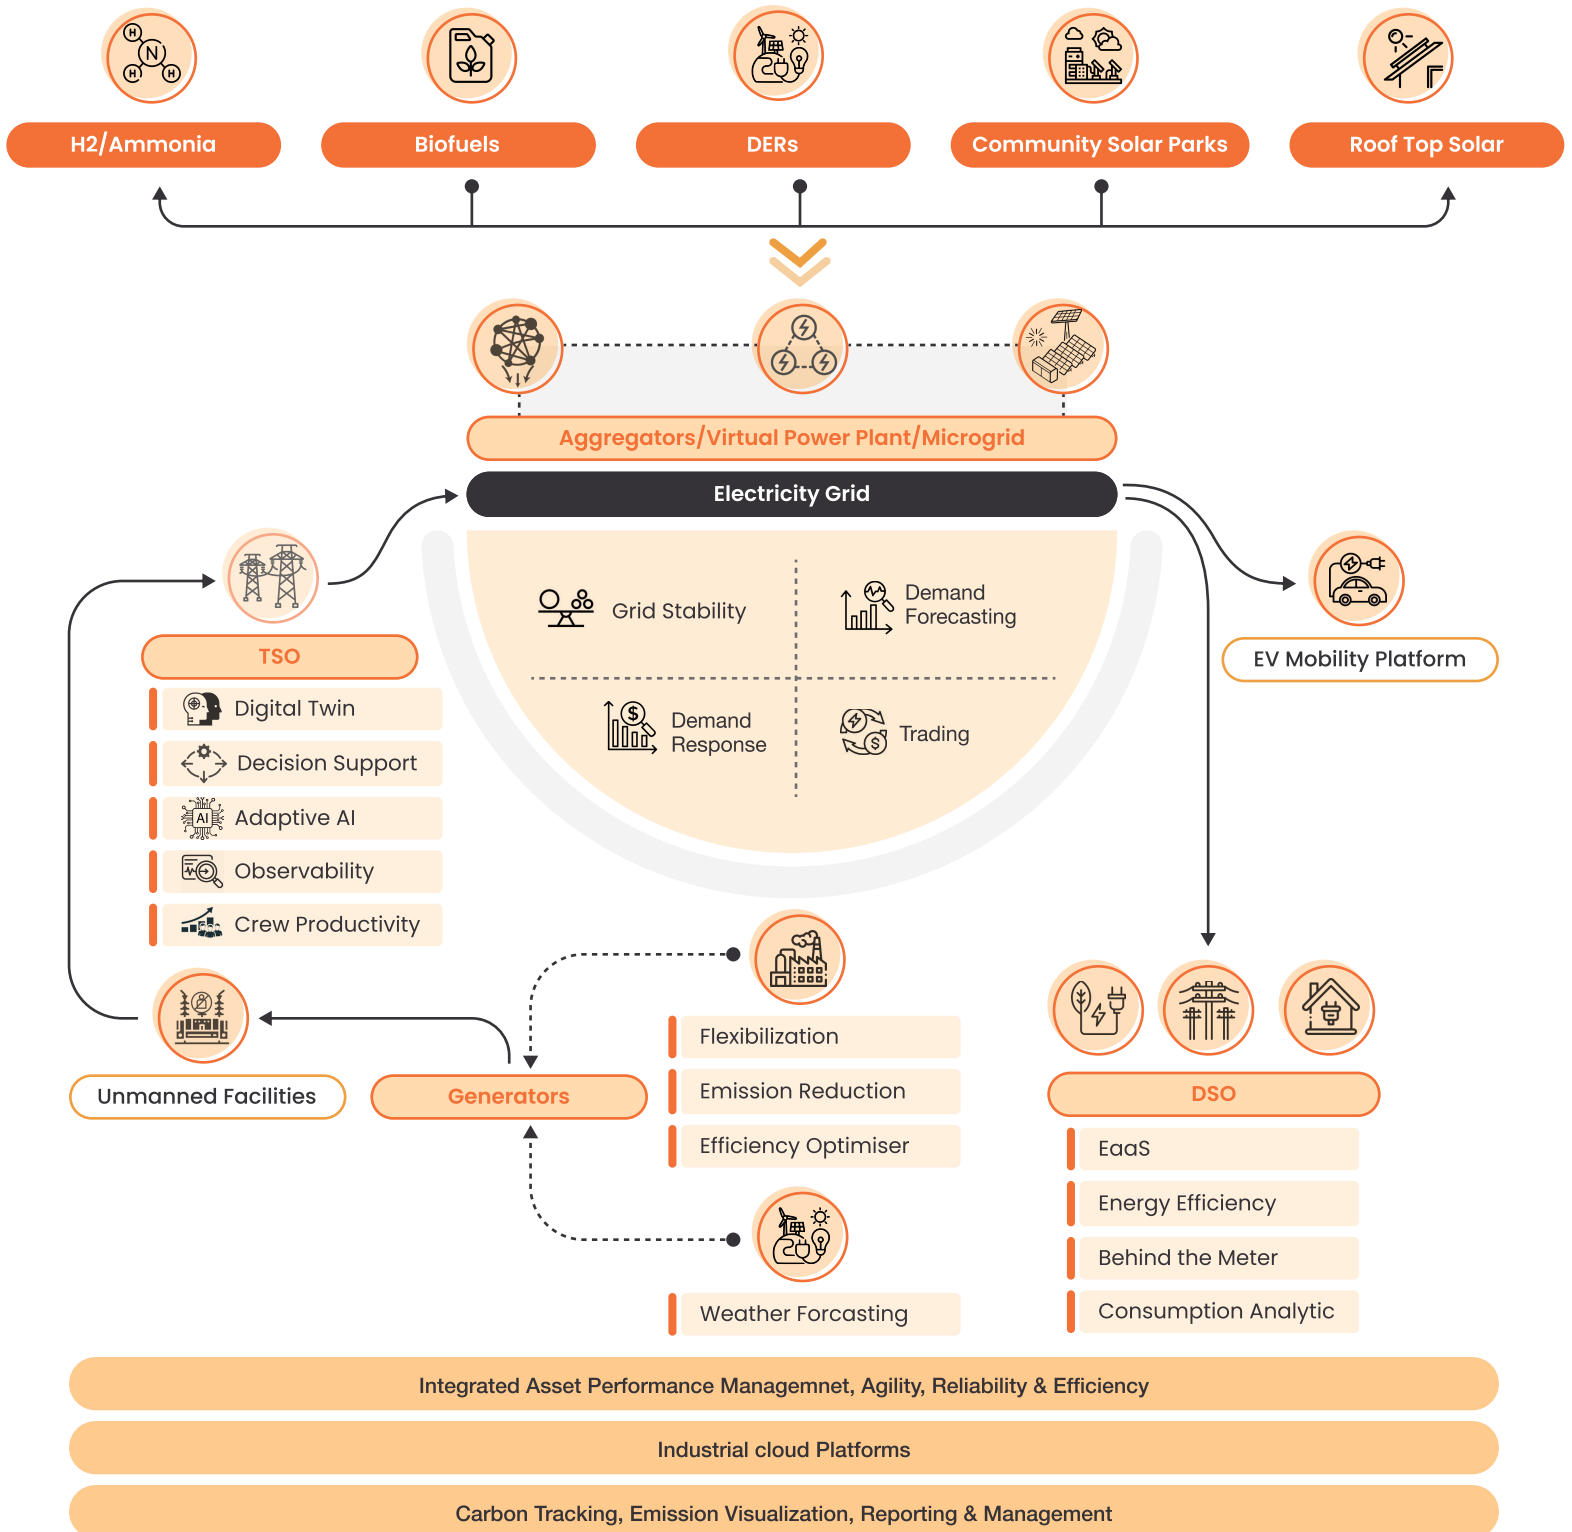 H
N
H
H
H2/Ammonia
Biofuels
DERs
Community Solar Parks
Roof Top Solar
Aggregators/Virtual Power Plant/Microgrid
Electricity Grid
Grid Stability
Demand
Forecasting
$
Demand
Response
$
Trading
EV Mobility Platform
TSO
Digital Twin
Decision Support
AI
Adaptive AI
Observability
Crew Productivity
Unmanned Facilities
Generators
Flexibilization
Emission Reduction
Efficiency Optimiser
Weather Forcasting
DSO
EaaS
Energy Efficiency
Behind the Meter
Consumption Analytic
Integrated Asset Performance Managemnet, Agility, Reliability & Efficiency
Industrial cloud Platforms
Carbon Tracking, Emission Visualization, Reporting & Management